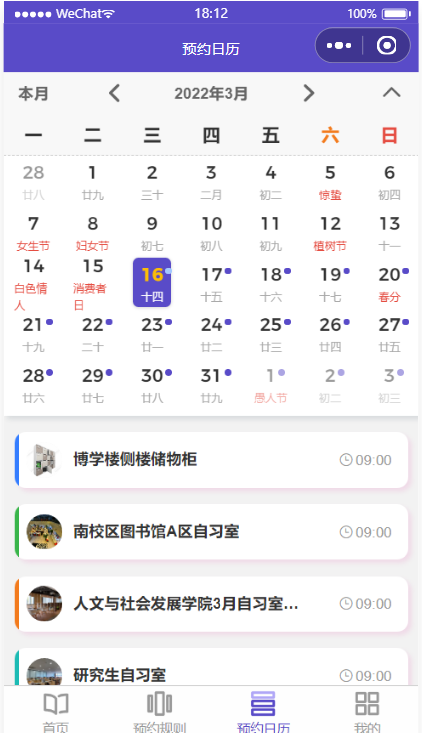 WeChat 18:12 100%
预约日历
本月 2022年3月
一 二 三 四 五 六 日
28 1 2 3 4 5 6
廿八 廿九 三十 二月 初二 惊蛰 初四
7 8 9 10 11 12 13
女生节 妇女节 初七 初八 初九 植树节 十一
14 15 16 17 18 19 20
白色情人 消费者日 十四 十五 十六 十七 春分
21 22 23 24 25 26 27
十九 二十 廿一 廿二 廿三 廿四 廿五
28 29 30 31 1 2 3
廿六 廿七 廿八 廿九 愚人节 初二 初三
博学楼侧楼储物柜 09:00
南校区图书馆A区自习室 09:00
人文与社会发展学院3月自习室... 09:00
研究生自习室 09:00
首页 预约规则 预约日历 我的